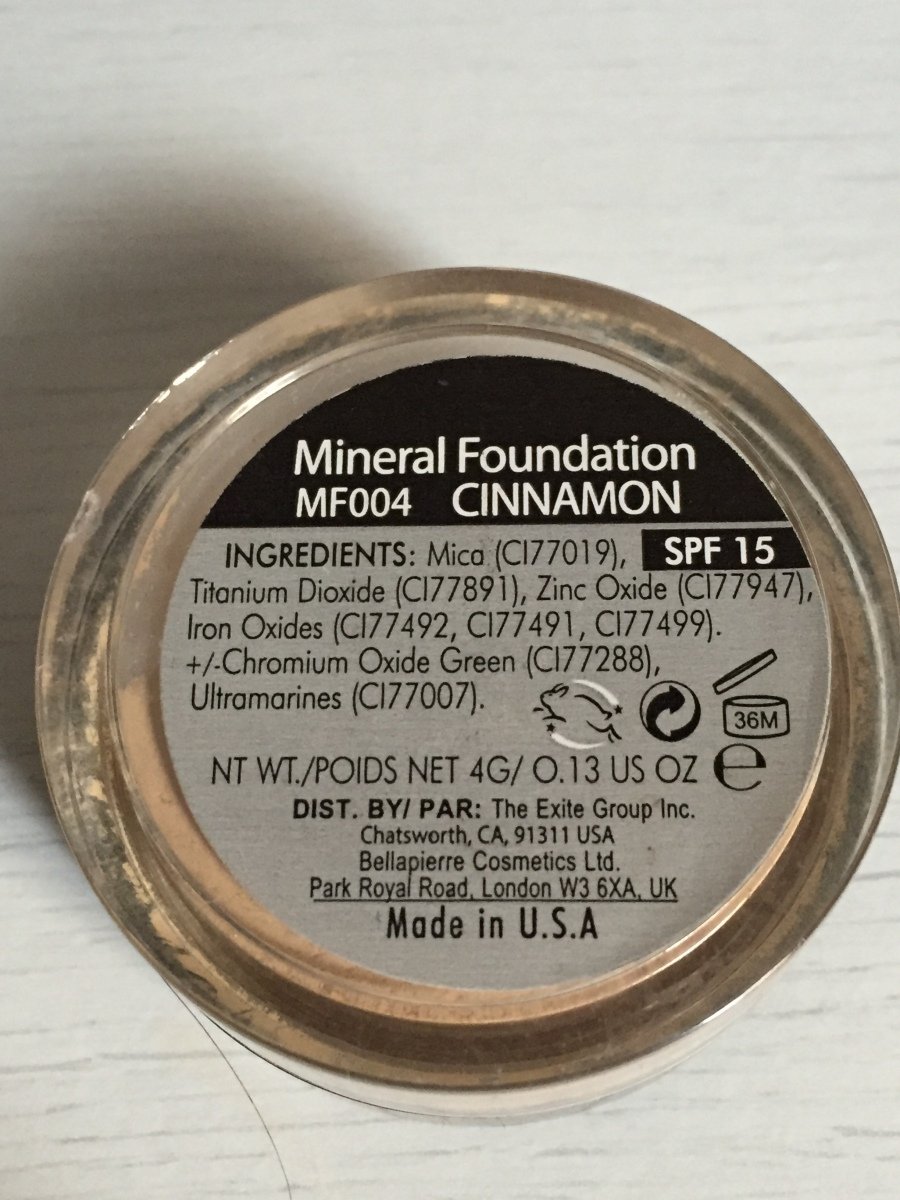 Mineral Foundation
MF004 CINNAMON
INGREDIENTS: Mica (CI77019), SPF 15
Titanium Dioxide (CI77891), Zinc Oxide (CI77947),
Iron Oxides (CI77492, CI77491, CI77499).
+/-Chromium Oxide Green (CI77288),
Ultramarines (CI77007).
36M
NT WT./POIDS NET 4G/ 0.13 US OZ e
DIST. BY/ PAR: The Exite Group Inc.
Chatsworth, CA, 91311 USA
Bellapierre Cosmetics Ltd.
Park Royal Road, London W3 6XA, UK
Made in U.S.A